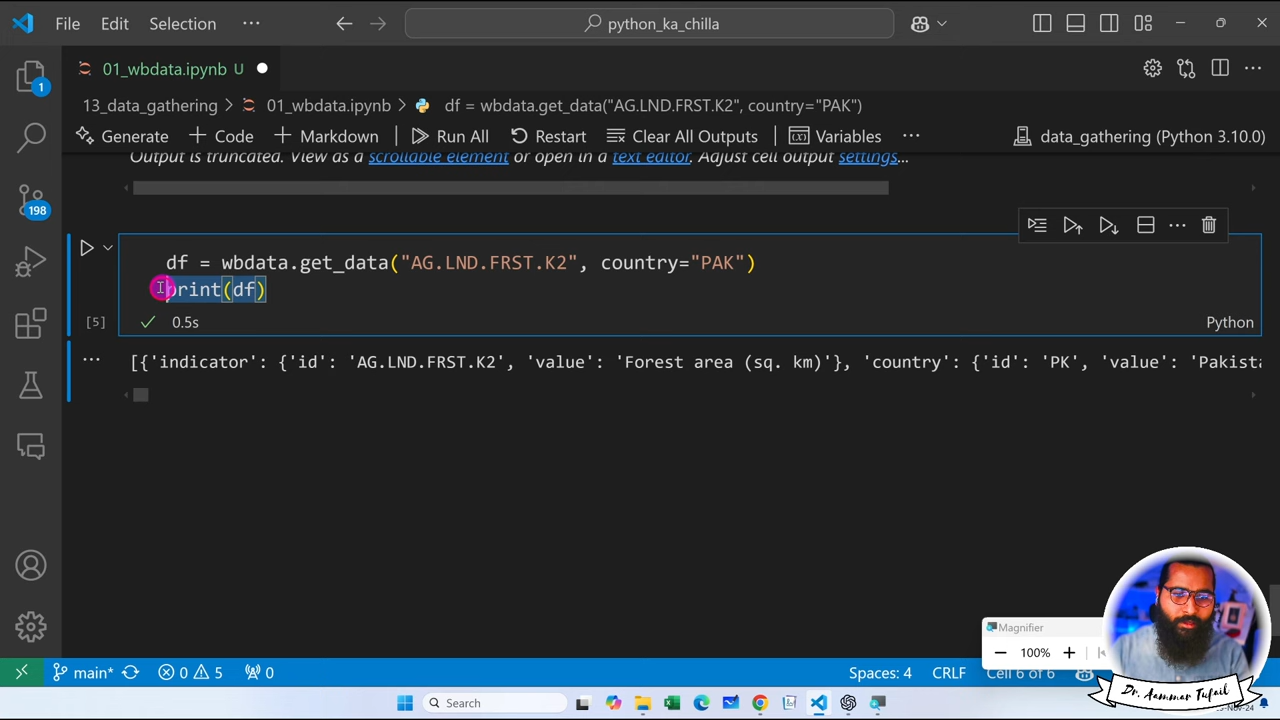 File Edit Selection ··· python_ka_chilla
01_wbdata.ipynb U
13_data_gathering > 01_wbdata.ipynb > df = wbdata.get_data("AG.LND.FRST.K2", country="PAK")
Generate + Code + Markdown Run All Restart Clear All Outputs Variables ··· data_gathering (Python 3.10.0)
Output is truncated. View as a scrollable element or open in a text editor. Adjust cell output settings...
df = wbdata.get_data("AG.LND.FRST.K2", country="PAK")
print(df)
[5] 0.5s Python
[{'indicator': {'id': 'AG.LND.FRST.K2', 'value': 'Forest area (sq. km)'}, 'country': {'id': 'PK', 'value': 'Pakist
1
198
Magnifier
100%
main* 0 5 0 Spaces: 4 CRLF Cell 6 of 6
Dr. Aammar Tufail
Search